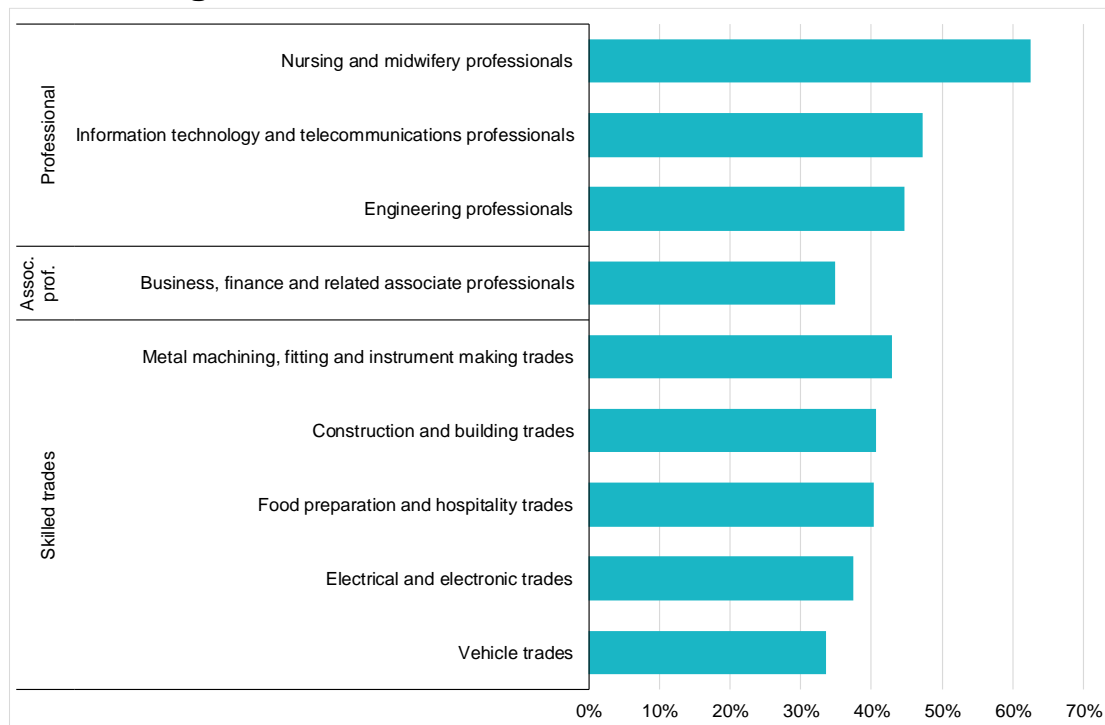 Professional
Nursing and midwifery professionals
Information technology and telecommunications professionals
Engineering professionals
Assoc.
prof.
Business, finance and related associate professionals
Skilled trades
Metal machining, fitting and instrument making trades
Construction and building trades
Food preparation and hospitality trades
Electrical and electronic trades
Vehicle trades
0% 10% 20% 30% 40% 50% 60% 70%